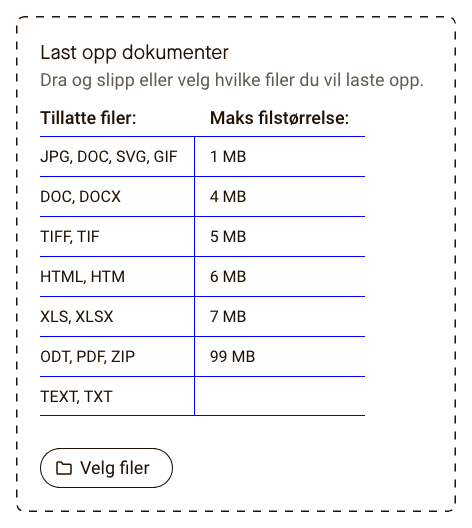 Last opp dokumenter
Dra og slipp eller velg hvilke filer du vil laste opp.
Tillatte filer: Maks filstørrelse:
JPG, DOC, SVG, GIF 1 MB
DOC, DOCX 4 MB
TIFF, TIF 5 MB
HTML, HTM 6 MB
XLS, XLSX 7 MB
ODT, PDF, ZIP 99 MB
TEXT, TXT
Velg filer